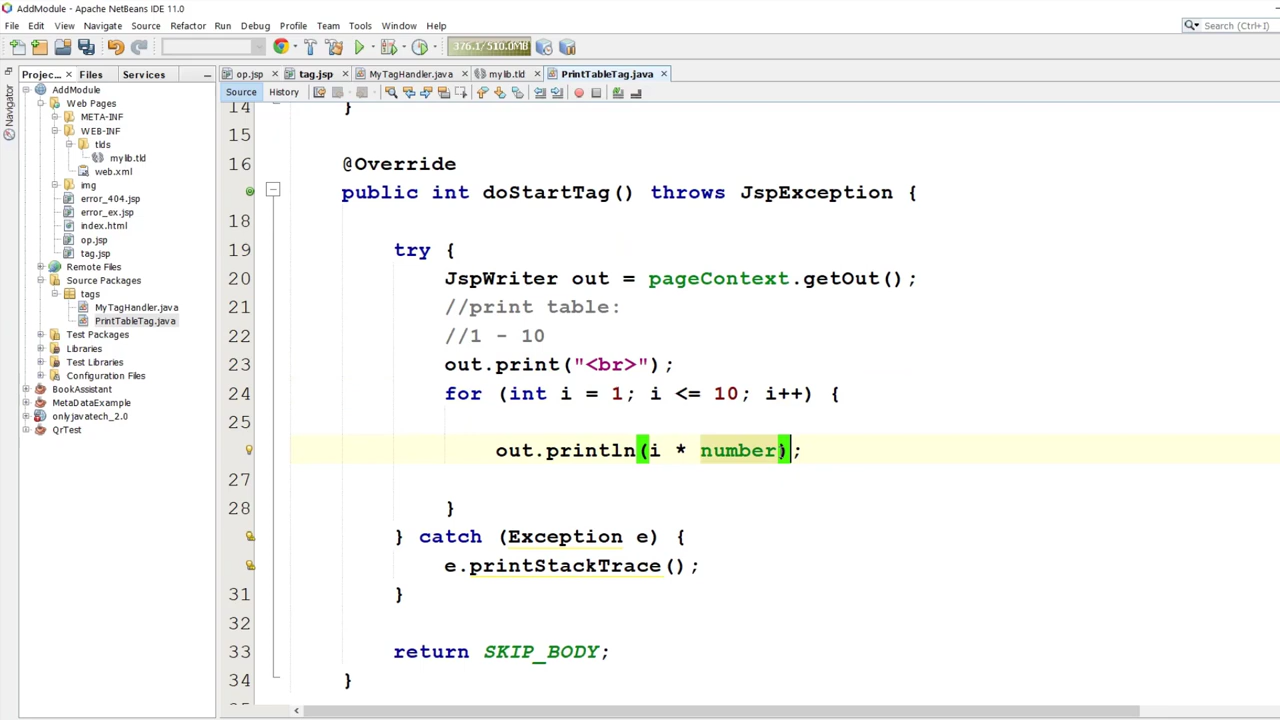 AddModule - Apache NetBeans IDE 11.0
File Edit View Navigate Source Refactor Run Debug Profile Team Tools Window Help
Search (Ctrl+I)
376.1/510.0MB
Projec... Files Services
op.jsp tag.jsp MyTagHandler.java mylib.tld PrintTableTag.java
Source History
Navigator
AddModule
Web Pages
META-INF
WEB-INF
tlds
mylib.tld
web.xml
img
error_404.jsp
error_ex.jsp
index.html
op.jsp
tag.jsp
Remote Files
Source Packages
tags
MyTagHandler.java
PrintTableTag.java
Test Packages
Libraries
Test Libraries
Configuration Files
BookAssistant
MetaDataExample
onlyjavatech_2.0
QrTest
14 }
15
16 @Override
public int doStartTag() throws JspException {
18
19 try {
20 JspWriter out = pageContext.getOut();
21 //print table:
22 //1 - 10
23 out.print("<br>");
24 for (int i = 1; i <= 10; i++) {
25
out.println(i * number);
27
28 }
} catch (Exception e) {
e.printStackTrace();
31 }
32
33 return SKIP_BODY;
34 }